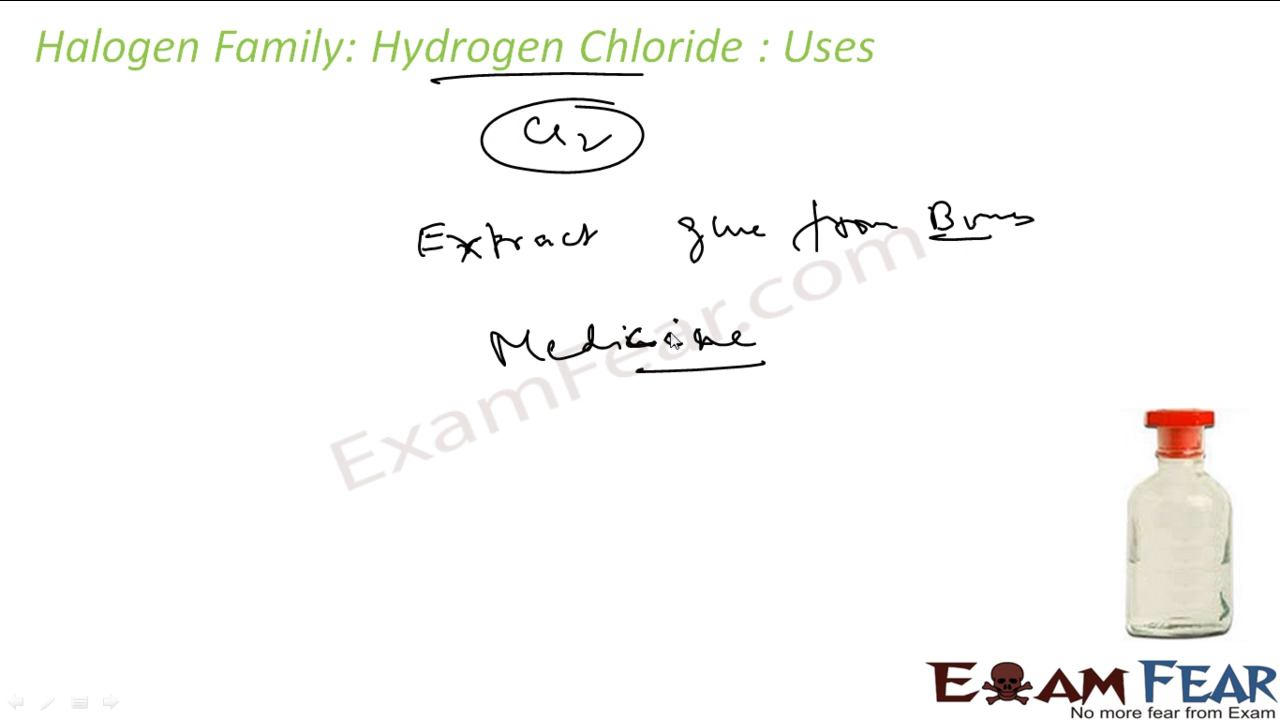 Halogen Family: Hydrogen Chloride : Uses
Cl2
Extract glue from Bones
Medicine
ExamFear.com
EXAM FEAR
No more fear from Exam